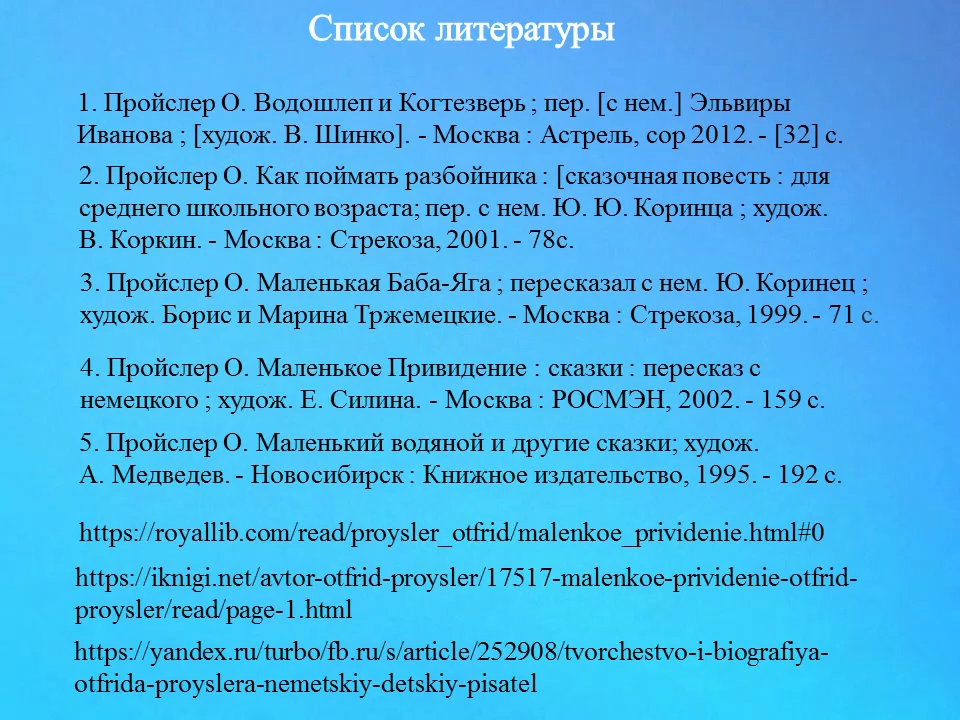 Список литературы
1. Пройслер О. Водошлеп и Когтезверь ; пер. [с нем.] Эльвиры
Иванова ; [худож. В. Шинко]. - Москва : Астрель, сор 2012. - [32] с.
2. Пройслер О. Как поймать разбойника : [сказочная повесть : для
среднего школьного возраста; пер. с нем. Ю. Ю. Коринца ; худож.
В. Коркин. - Москва : Стрекоза, 2001. - 78с.
3. Пройслер О. Маленькая Баба-Яга ; пересказал с нем. Ю. Коринец ;
худож. Борис и Марина Тржемецкие. - Москва : Стрекоза, 1999. - 71 с.
4. Пройслер О. Маленькое Привидение : сказки : пересказ с
немецкого ; худож. Е. Силина. - Москва : РОСМЭН, 2002. - 159 с.
5. Пройслер О. Маленький водяной и другие сказки; худож.
А. Медведев. - Новосибирск : Книжное издательство, 1995. - 192 с.
https://royallib.com/read/proysler_otfrid/malenkoe_prividenie.html#0
https://iknigi.net/avtor-otfrid-proysler/17517-malenkoe-prividenie-otfrid-
proysler/read/page-1.html
https://yandex.ru/turbo/fb.ru/s/article/252908/tvorchestvo-i-biografiya-
otfrida-proyslera-nemetskiy-detskiy-pisatel